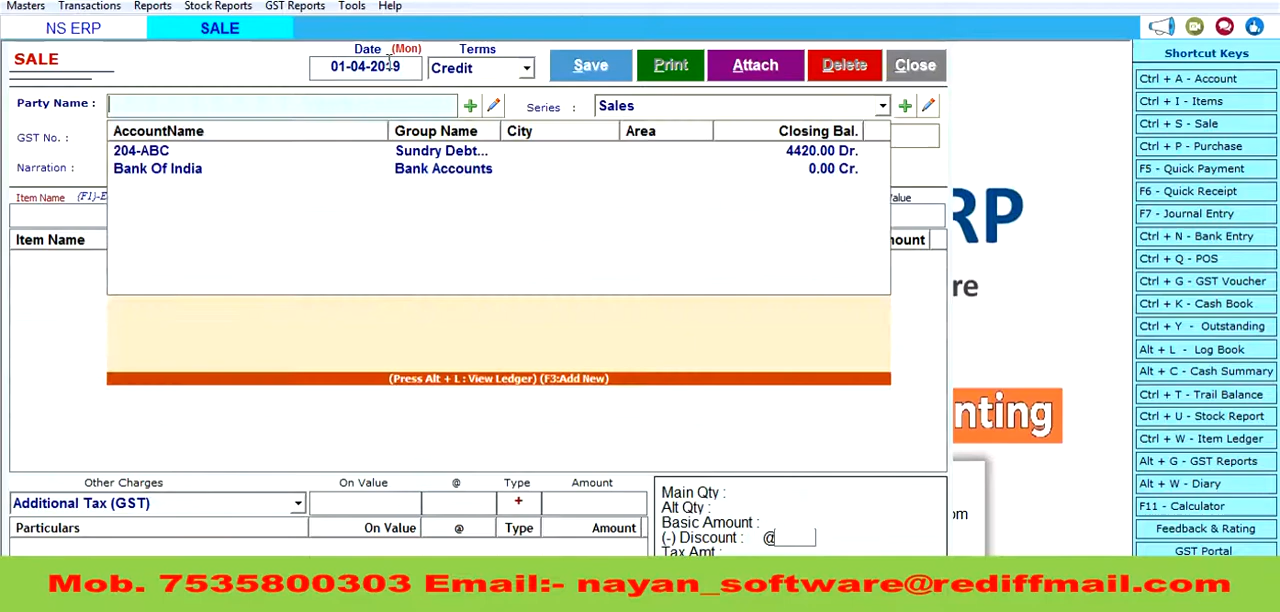 Masters Transactions Reports Stock Reports GST Reports Tools Help
NS ERP SALE
SALE
Date (Mon) Terms
01-04-2019 Credit Save Print Attach Delete Close
Party Name : Series : Sales
GST No. :
Narration :
AccountName Group Name City Area Closing Bal.
204-ABC Sundry Debt... 4420.00 Dr.
Bank Of India Bank Accounts 0.00 Cr.
Item Name (F1)-E
Item Name
(Press Alt + L : View Ledger) (F3:Add New)
Other Charges On Value @ Type Amount
Additional Tax (GST) +
Particulars On Value @ Type Amount
Main Qty :
Alt Qty :
Basic Amount :
(-) Discount : @
Tax Amt :
RP
re
nting
om
Shortcut Keys
Ctrl + A - Account
Ctrl + I - Items
Ctrl + S - Sale
Ctrl + P - Purchase
F5 - Quick Payment
F6 - Quick Receipt
F7 - Journal Entry
Ctrl + N - Bank Entry
Ctrl + Q - POS
Ctrl + G - GST Voucher
Ctrl + K - Cash Book
Ctrl + Y - Outstanding
Alt + L - Log Book
Alt + C - Cash Summary
Ctrl + T - Trail Balance
Ctrl + U - Stock Report
Ctrl + W - Item Ledger
Alt + G - GST Reports
Alt + W - Diary
F11 - Calculator
Feedback & Rating
GST Portal
Mob. 7535800303 Email:- nayan_software@rediffmail.com